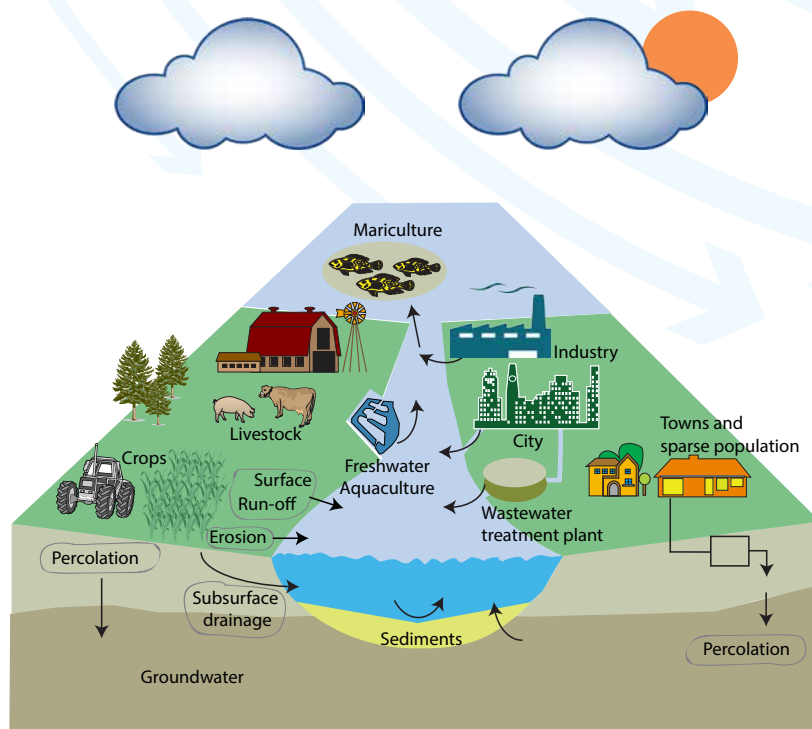 Mariculture
Industry
Livestock
City
Towns and
sparse population
Crops
Freshwater
Aquaculture
Surface
Run-off
Wastewater
treatment plant
Erosion
Percolation
Subsurface
drainage
Sediments
Percolation
Groundwater